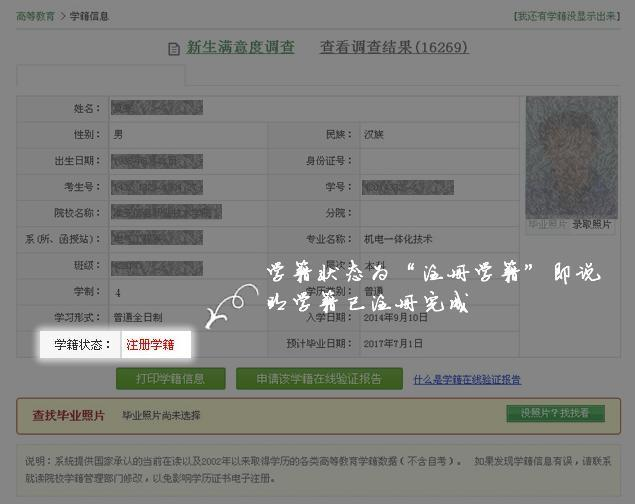 高等教育 > 学籍信息 [我还有学籍没显示出来]
新生满意度调查 查看调查结果(16269)
姓名：
性别： 男 民族： 汉族
出生日期： 身份证号：
考生号： 学号：
院校名称： 分院：
毕业照片 录取照片
系(所、函授站)： 专业名称： 机电一体化技术
班级： 层次：
学制： 4 学历类别： 普通
学习形式： 普通全日制 入学日期： 2014年9月10日
学籍状态为“注册学籍”即说
明学籍已注册完成
学籍状态： 注册学籍 预计毕业日期： 2017年7月1日
打印学籍信息 申请该学籍在线验证报告 什么是学籍在线验证报告
查找毕业照片 毕业照片尚未选择 没照片？找找看
说明：系统提供国家承认的当前在读以及2002年以来取得学历的各类高等教育学籍数据（不含自考）。 如果发现学籍信息有误，请联系
就读院校学籍管理部门修改，以免影响学历证书电子注册。